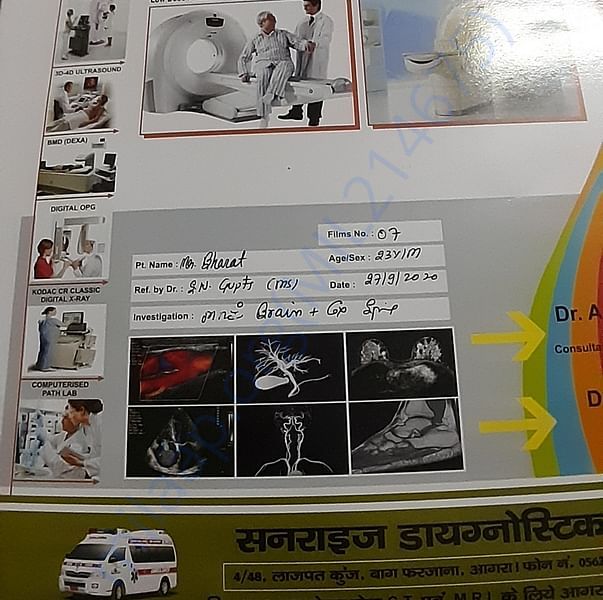 3D-4D ULTRASOUND
BMD (DEXA)
DIGITAL OPG
KODAC CR CLASSIC
DIGITAL X-RAY
COMPUTERISED
PATH LAB
Films No. : 07
Pt. Name : Mr. Bharat Age/Sex : 23Y/M
Ref. by Dr. : S.N. Gupta (MS) Date : 27/9/2020
Investigation : MRI Brain + Spine
Dr. A
Consulta
D
सनराइज डायग्नोस्टिक
4/48, लाजपत कुंज, बाग फरजाना, आगरा। फोन नं. 0562